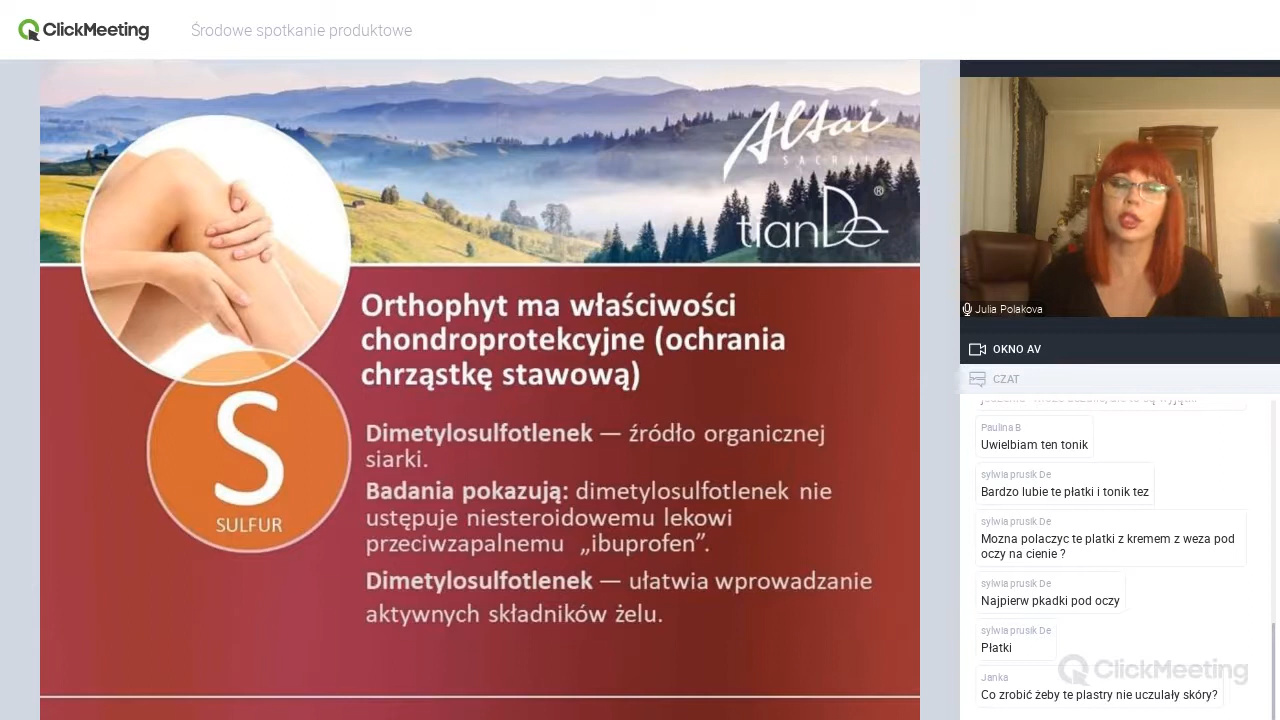 ClickMeeting
Środowe spotkanie produktowe
Altai
SACRAL
tianDe®
Orthophyt ma właściwości
chondroprotekcyjne (ochrania
chrząstkę stawową)
S
SULFUR
Dimetylosulfotlenek — źródło organicznej
siarki.
Badania pokazują: dimetylosulfotlenek nie
ustępuje niesteroidowemu lekowi
przeciwzapalnemu „ibuprofen”.
Dimetylosulfotlenek — ułatwia wprowadzanie
aktywnych składników żelu.
Julia Polakova
OKNO AV
CZAT
Paulina B
Uwielbiam ten tonik
sylwia prusik De
Bardzo lubie te płatki i tonik tez
sylwia prusik De
Mozna polaczyc te platki z kremem z weza pod
oczy na cienie ?
sylwia prusik De
Najpierw pkadki pod oczy
sylwia prusik De
Płatki
Janka
Co zrobić żeby te plastry nie uczulały skóry?
ClickMeeting